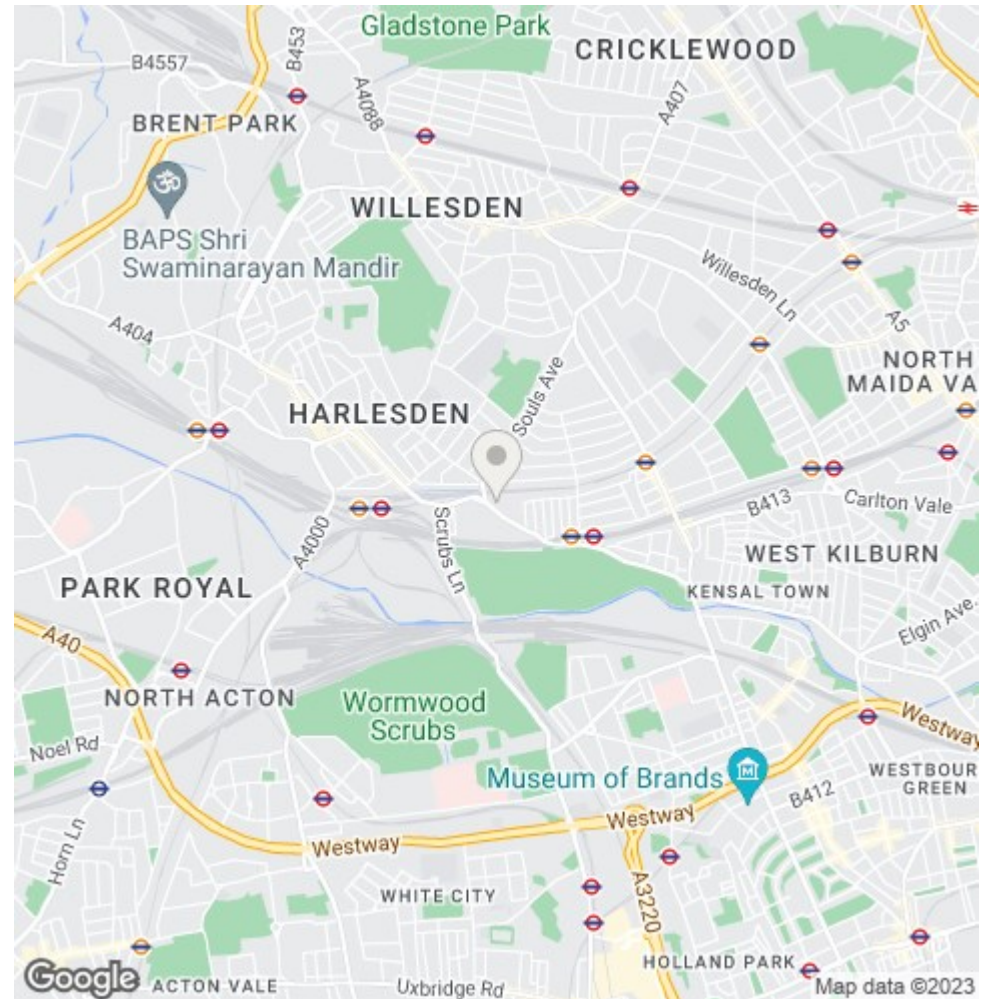 Gladstone Park
CRICKLEWOOD
B4557
B453
A4088
A407
BRENT PARK
WILLESDEN
BAPS Shri
Swaminarayan Mandir
Willesden Ln
A5
A404
NORTH
MAIDA VA
Souls Ave
HARLESDEN
B413
Carlton Vale
Scrubs Ln
A4000
WEST KILBURN
PARK ROYAL
KENSAL TOWN
Elgin Ave
A40
NORTH ACTON
Wormwood
Scrubs
Westway
Noel Rd
Museum of Brands
WESTBOUR
GREEN
B412
Horn Ln
Westway
Westway
A3220
WHITE CITY
HOLLAND PARK
Google
ACTON VALE
Uxbridge Rd
Map data ©2023